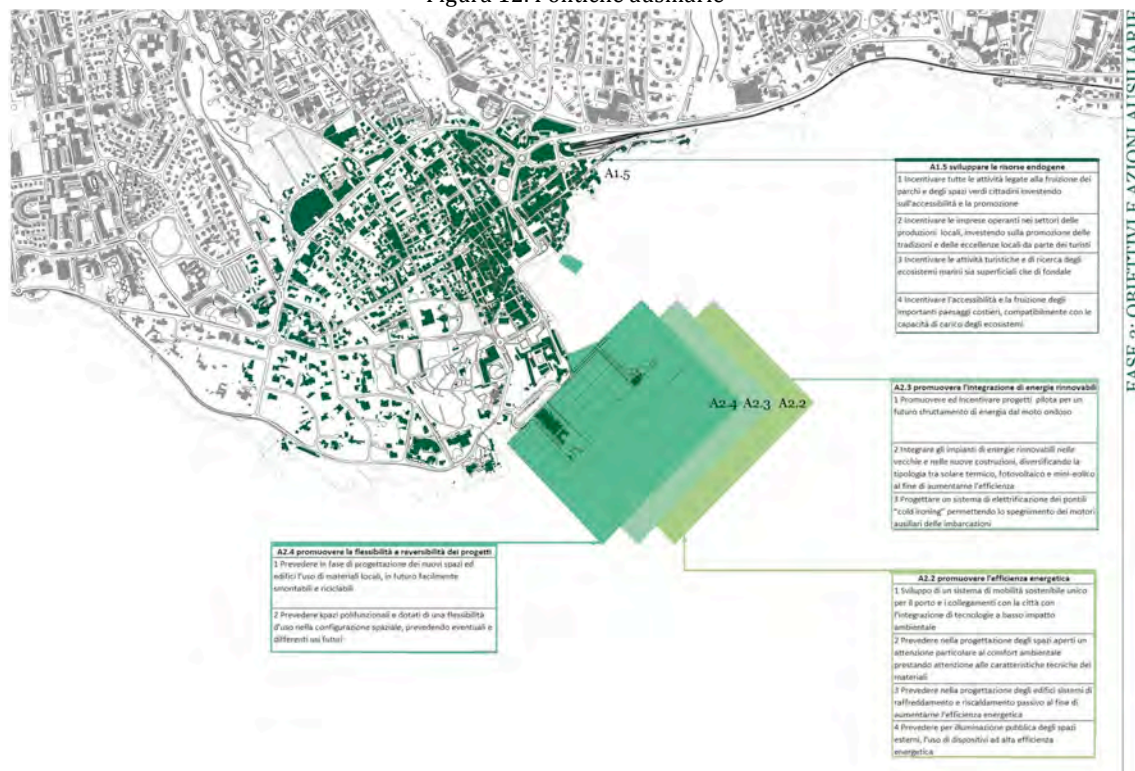 Figura 12: Politiche ausiliarie
FASE 2: OBIETTIVI E AZIONI AUSILIARIE
A1.5
A1.5 sviluppare le risorse endogene
1 Incentivare tutte le attività legate alla fruizione dei
parchi e degli spazi verdi cittadini investendo
sull'accessibilità e la promozione
2 Incentivare le imprese operanti nei settori delle
produzioni locali, investendo sulla promozione delle
tradizioni e delle eccellenze locali da parte dei turisti
3 Incentivare le attività turistiche e di ricerca degli
ecosistemi marini sia superficiali che di fondale
4 Incentivare l'accessibilità e la fruizione degli
importanti paesaggi costieri, compatibilmente con le
capacità di carico degli ecosistemi
A2.4 A2.3 A2.2
A2.3 promuovere l'integrazione di energie rinnovabili
1 Promuovere ed incentivare progetti pilota per un
futuro sfruttamento di energia dal moto ondoso
2 Integrare gli impianti di energie rinnovabili nelle
vecchie e nelle nuove costruzioni, diversificando la
tipologia tra solare termico, fotovoltaico e mini-eolico
al fine di aumentarne l'efficienza
3 Progettare un sistema di elettrificazione dei pontili
"cold ironing" permettendo lo spegnimento dei motori
ausiliari delle imbarcazioni
A2.4 promuovere la flessibilità e reversibilità dei progetti
1 Prevedere in fase di progettazione dei nuovi spazi ed
edifici l'uso di materiali locali, in futuro facilmente
smontabili e riciclabili
2 Prevedere spazi polifunzionali e dotati di una flessibilità
d'uso nella configurazione spaziale, prevedendo eventuali e
differenti usi futuri
A2.2 promuovere l'efficienza energetica
1 Sviluppo di un sistema di mobilità sostenibile unico
per il porto e i collegamenti con la città con
l'integrazione di tecnologie a basso impatto
ambientale
2 Prevedere nella progettazione degli spazi aperti un
attenzione particolare al comfort ambientale
prestando attenzione alle caratteristiche tecniche dei
materiali
3 Prevedere nella progettazione degli edifici sistemi di
raffreddamento e riscaldamento passivo al fine di
aumentarne l'efficienza energetica
4 Prevedere per illuminazione pubblica degli spazi
esterni, l'uso di dispositivi ad alta efficienza
energetica